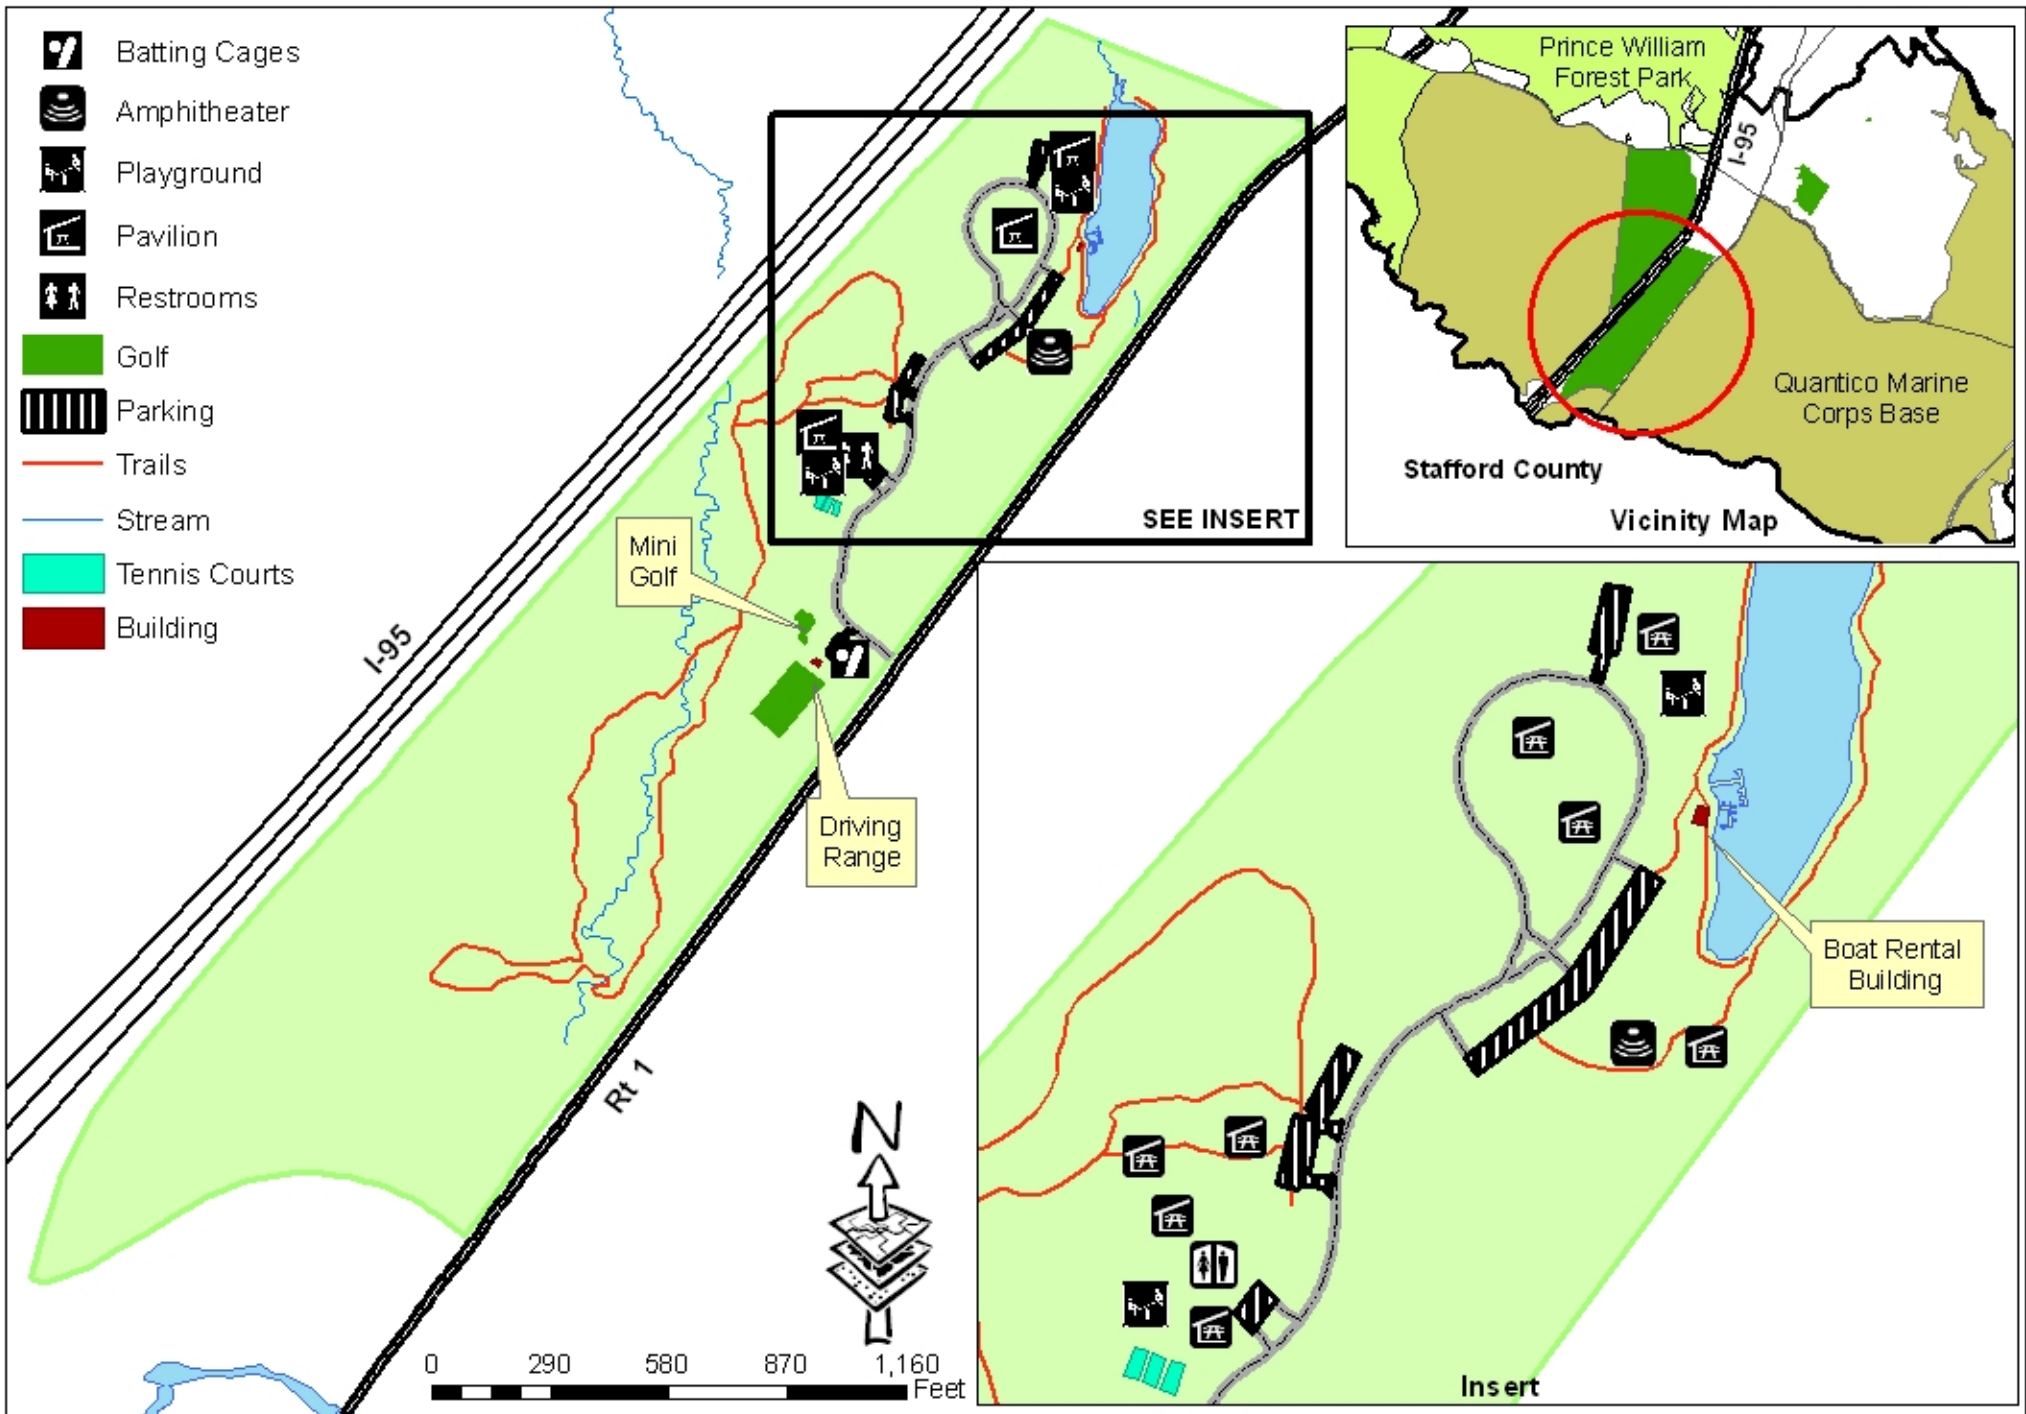 Batting Cages
Amphitheater
Playground
Pavilion
Restrooms
Golf
Parking
Trails
Stream
Tennis Courts
Building
I-95
Mini
Golf
Driving
Range
Rt 1
SEE INSERT
N
0 290 580 870 1,160
Feet
Prince William
Forest Park
I-95
Quantico Marine
Corps Base
Stafford County
Vicinity Map
Boat Rental
Building
Insert